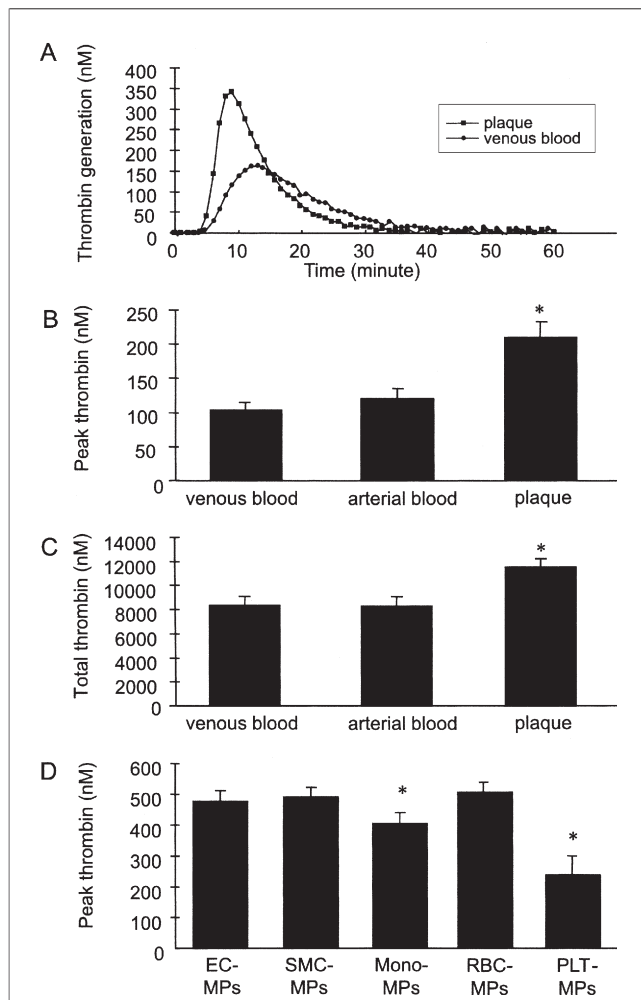 A
Thrombin generation (nM)
400
350
300
250
200
150
100
50
0
plaque
venous blood
0 10 20 30 40 50 60
Time (minute)
B
Peak thrombin (nM)
250
200
150
100
50
0
*
venous blood arterial blood plaque
C
Total thrombin (nM)
14000
12000
10000
8000
6000
4000
2000
0
*
venous blood arterial blood plaque
D
Peak thrombin (nM)
600
500
400
300
200
100
0
*
*
EC- SMC- Mono- RBC- PLT-
MPs MPs MPs MPs MPs